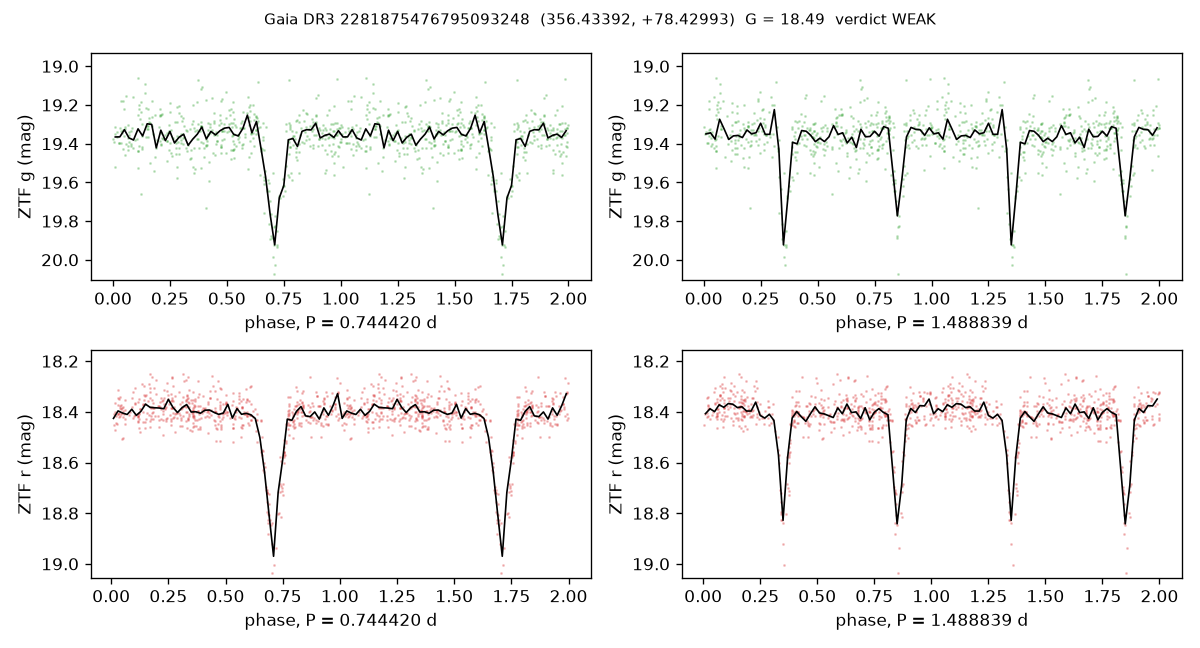 Gaia DR3 2281875476795093248 (356.43392, +78.42993) G = 18.49 verdict WEAK
19.0
19.2
19.4
19.6
19.8
20.0
ZTF g (mag)
0.00 0.25 0.50 0.75 1.00 1.25 1.50 1.75 2.00
phase, P = 0.744420 d
19.0
19.2
19.4
19.6
19.8
20.0
ZTF g (mag)
0.00 0.25 0.50 0.75 1.00 1.25 1.50 1.75 2.00
phase, P = 1.488839 d
18.2
18.4
18.6
18.8
19.0
ZTF r (mag)
0.00 0.25 0.50 0.75 1.00 1.25 1.50 1.75 2.00
phase, P = 0.744420 d
18.2
18.4
18.6
18.8
19.0
ZTF r (mag)
0.00 0.25 0.50 0.75 1.00 1.25 1.50 1.75 2.00
phase, P = 1.488839 d